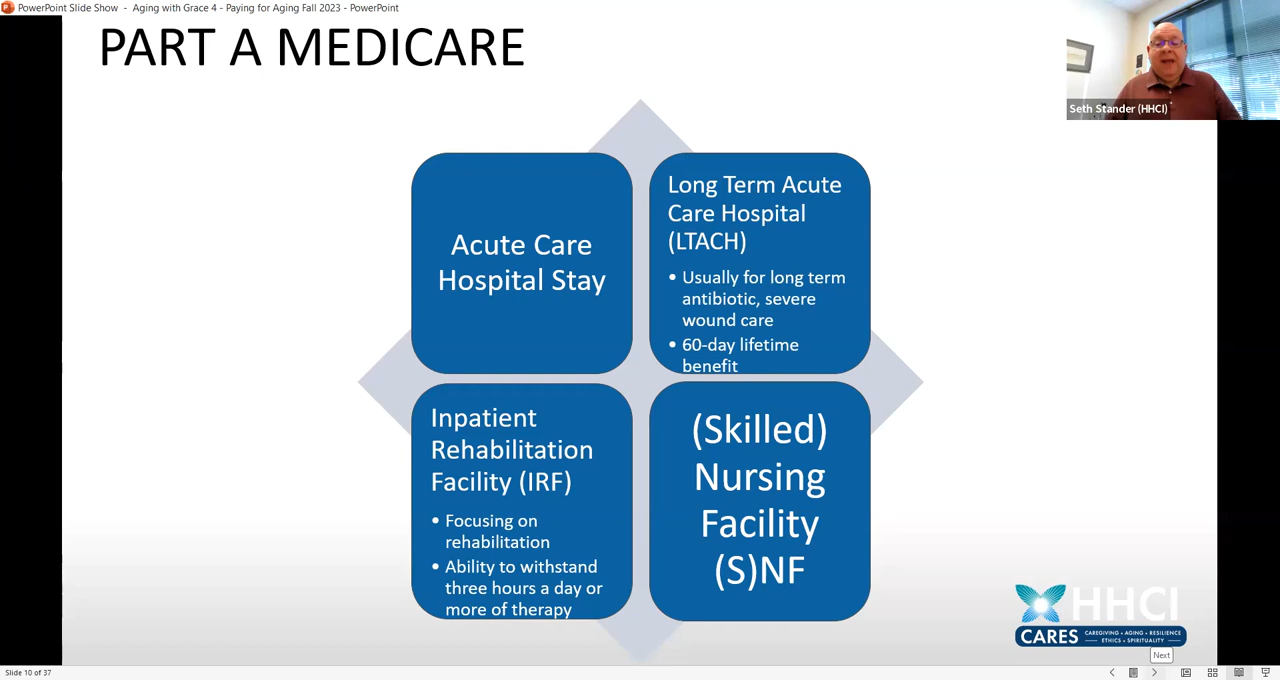 PowerPoint Slide Show - Aging with Grace 4 - Paying for Aging Fall 2023 - PowerPoint
PART A MEDICARE
Seth Stander (HHCI)
Acute Care
Hospital Stay
Long Term Acute
Care Hospital
(LTACH)
• Usually for long term
antibiotic, severe
wound care
• 60-day lifetime
benefit
Inpatient
Rehabilitation
Facility (IRF)
• Focusing on
rehabilitation
• Ability to withstand
three hours a day or
more of therapy
(Skilled)
Nursing
Facility
(S)NF
HHCI
CARES
CAREGIVING • AGING • RESILIENCE
ETHICS • SPIRITUALITY
Next
Slide 10 of 37